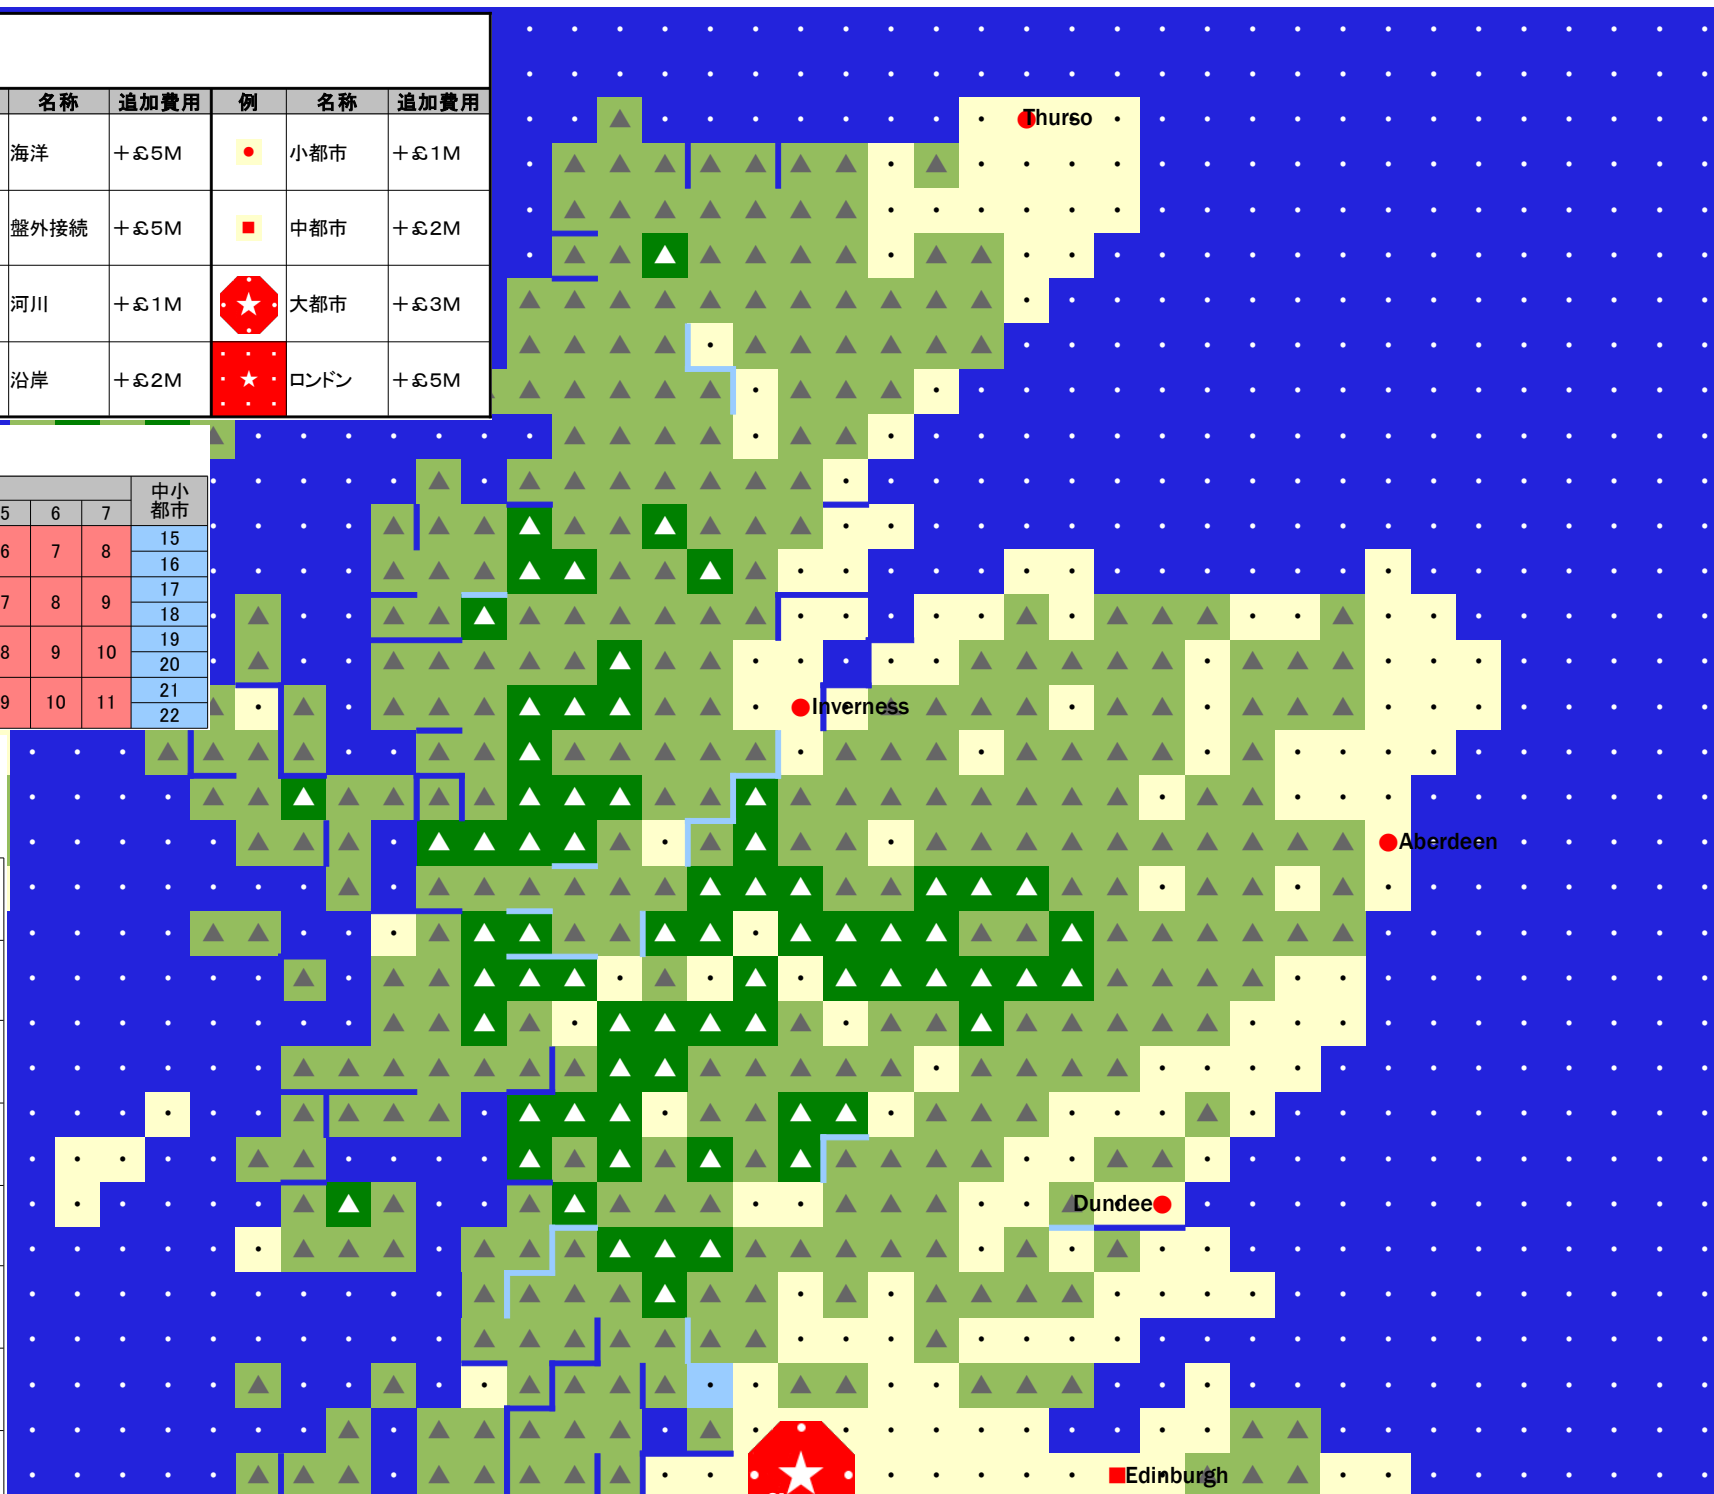 名称 追加費用 例 名称 追加費用
海洋 +£5M 小都市 +£1M
盤外接続 +£5M 中都市 +£2M
河川 +£1M 大都市 +£3M
沿岸 +£2M ロンドン +£5M
中小
都市
5 6 7
6 7 8 15
16
7 8 9 17
18
8 9 10 19
20
9 10 11 21
22
Thurso
Inverness
Aberdeen
Dundee
Edinburgh